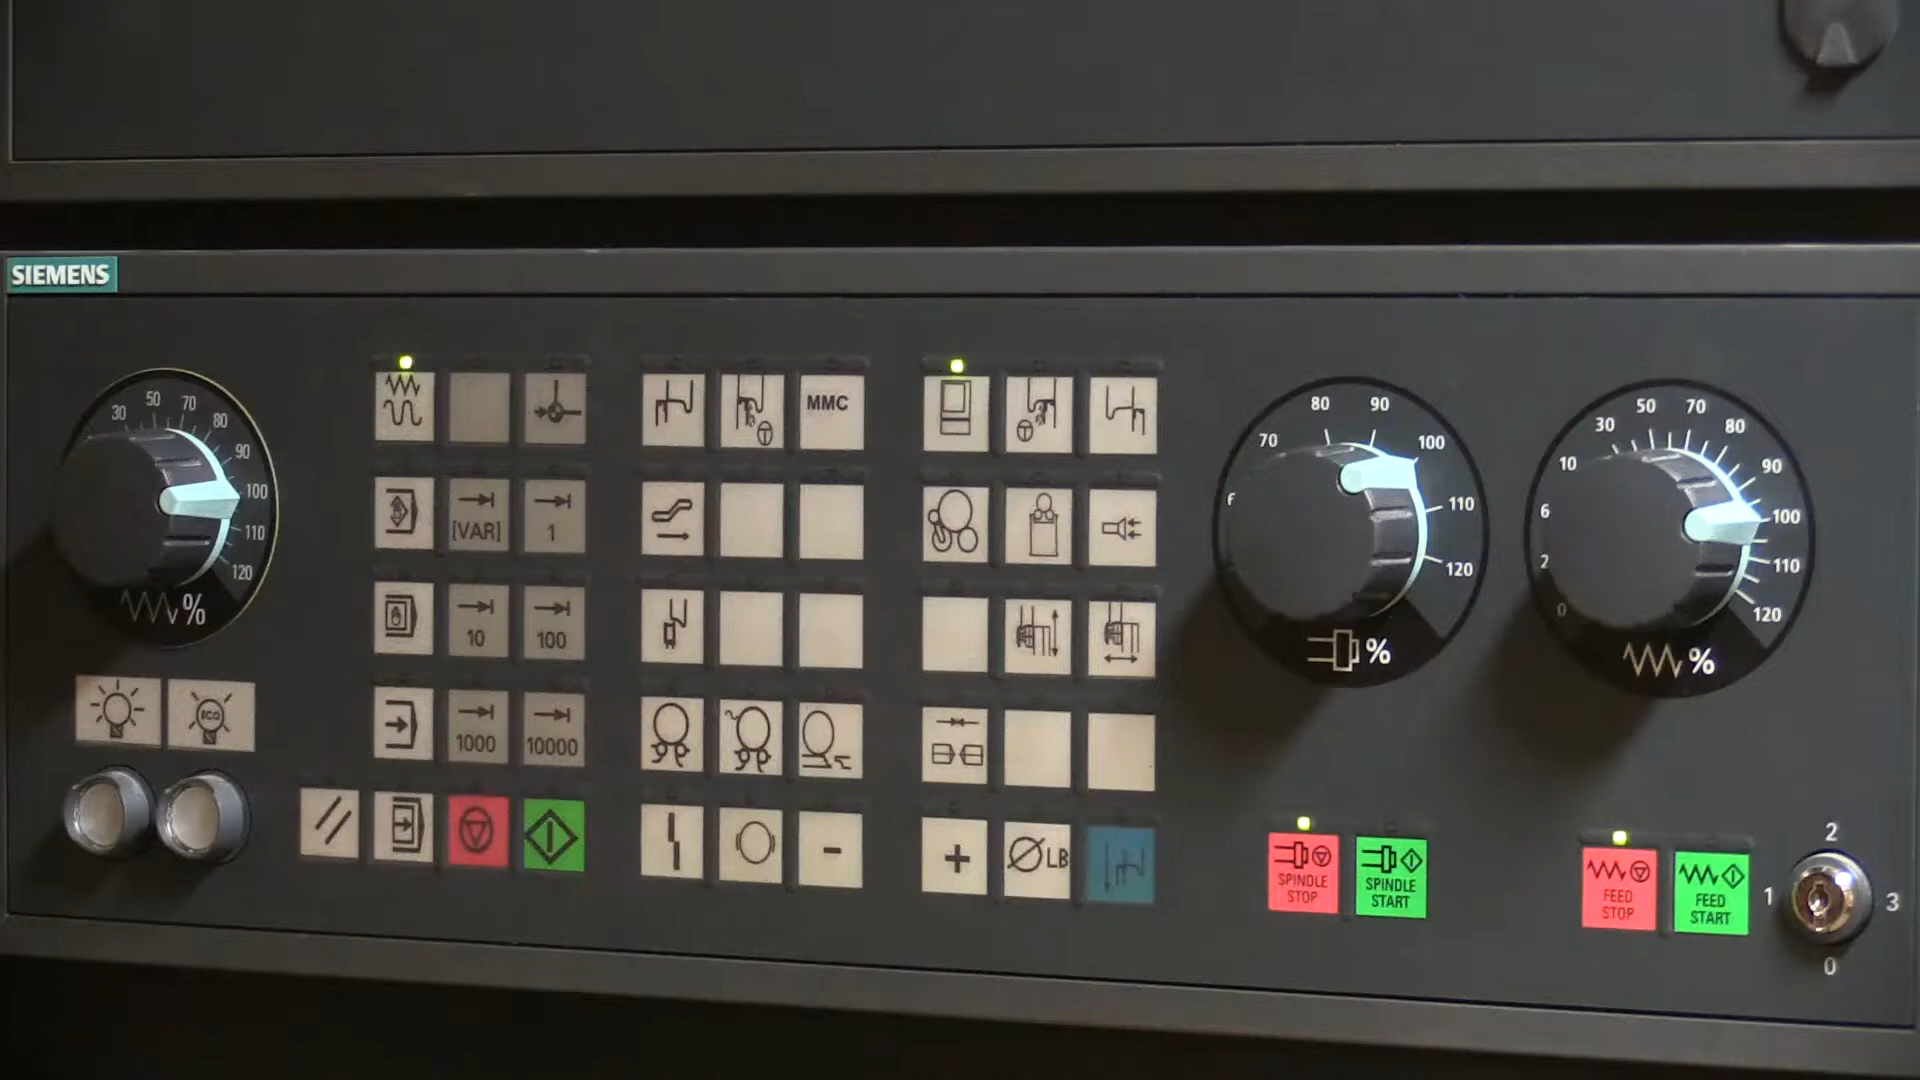 SIEMENS
30 50 70 80 90 100 110 120
%
ECO
MMC
[VAR]
1
10
100
1000
10000
T
-
T
+
LB
70 80 90 100 110 120
%
SPINDLE
STOP
SPINDLE
START
0 2 6 10 30 50 70 80 90 100 110 120
%
FEED
STOP
FEED
START
0 1 2 3